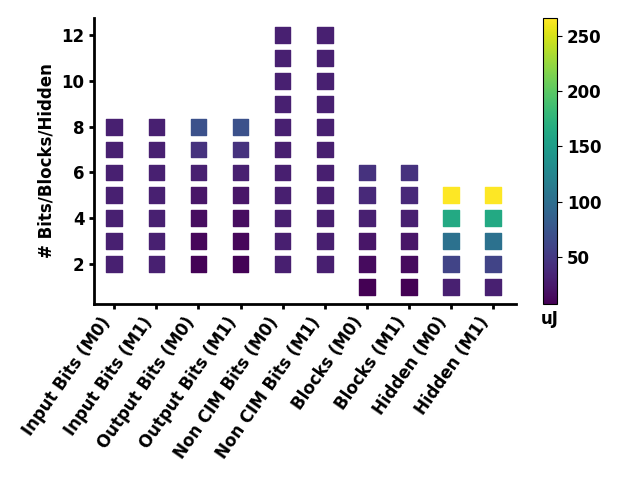 # Bits/Blocks/Hidden
12
10
8
6
4
2
Input Bits (M0)
Input Bits (M1)
Output Bits (M0)
Output Bits (M1)
Non CIM Bits (M0)
Non CIM Bits (M1)
Blocks (M0)
Blocks (M1)
Hidden (M0)
Hidden (M1)
250
200
150
100
50
uJ